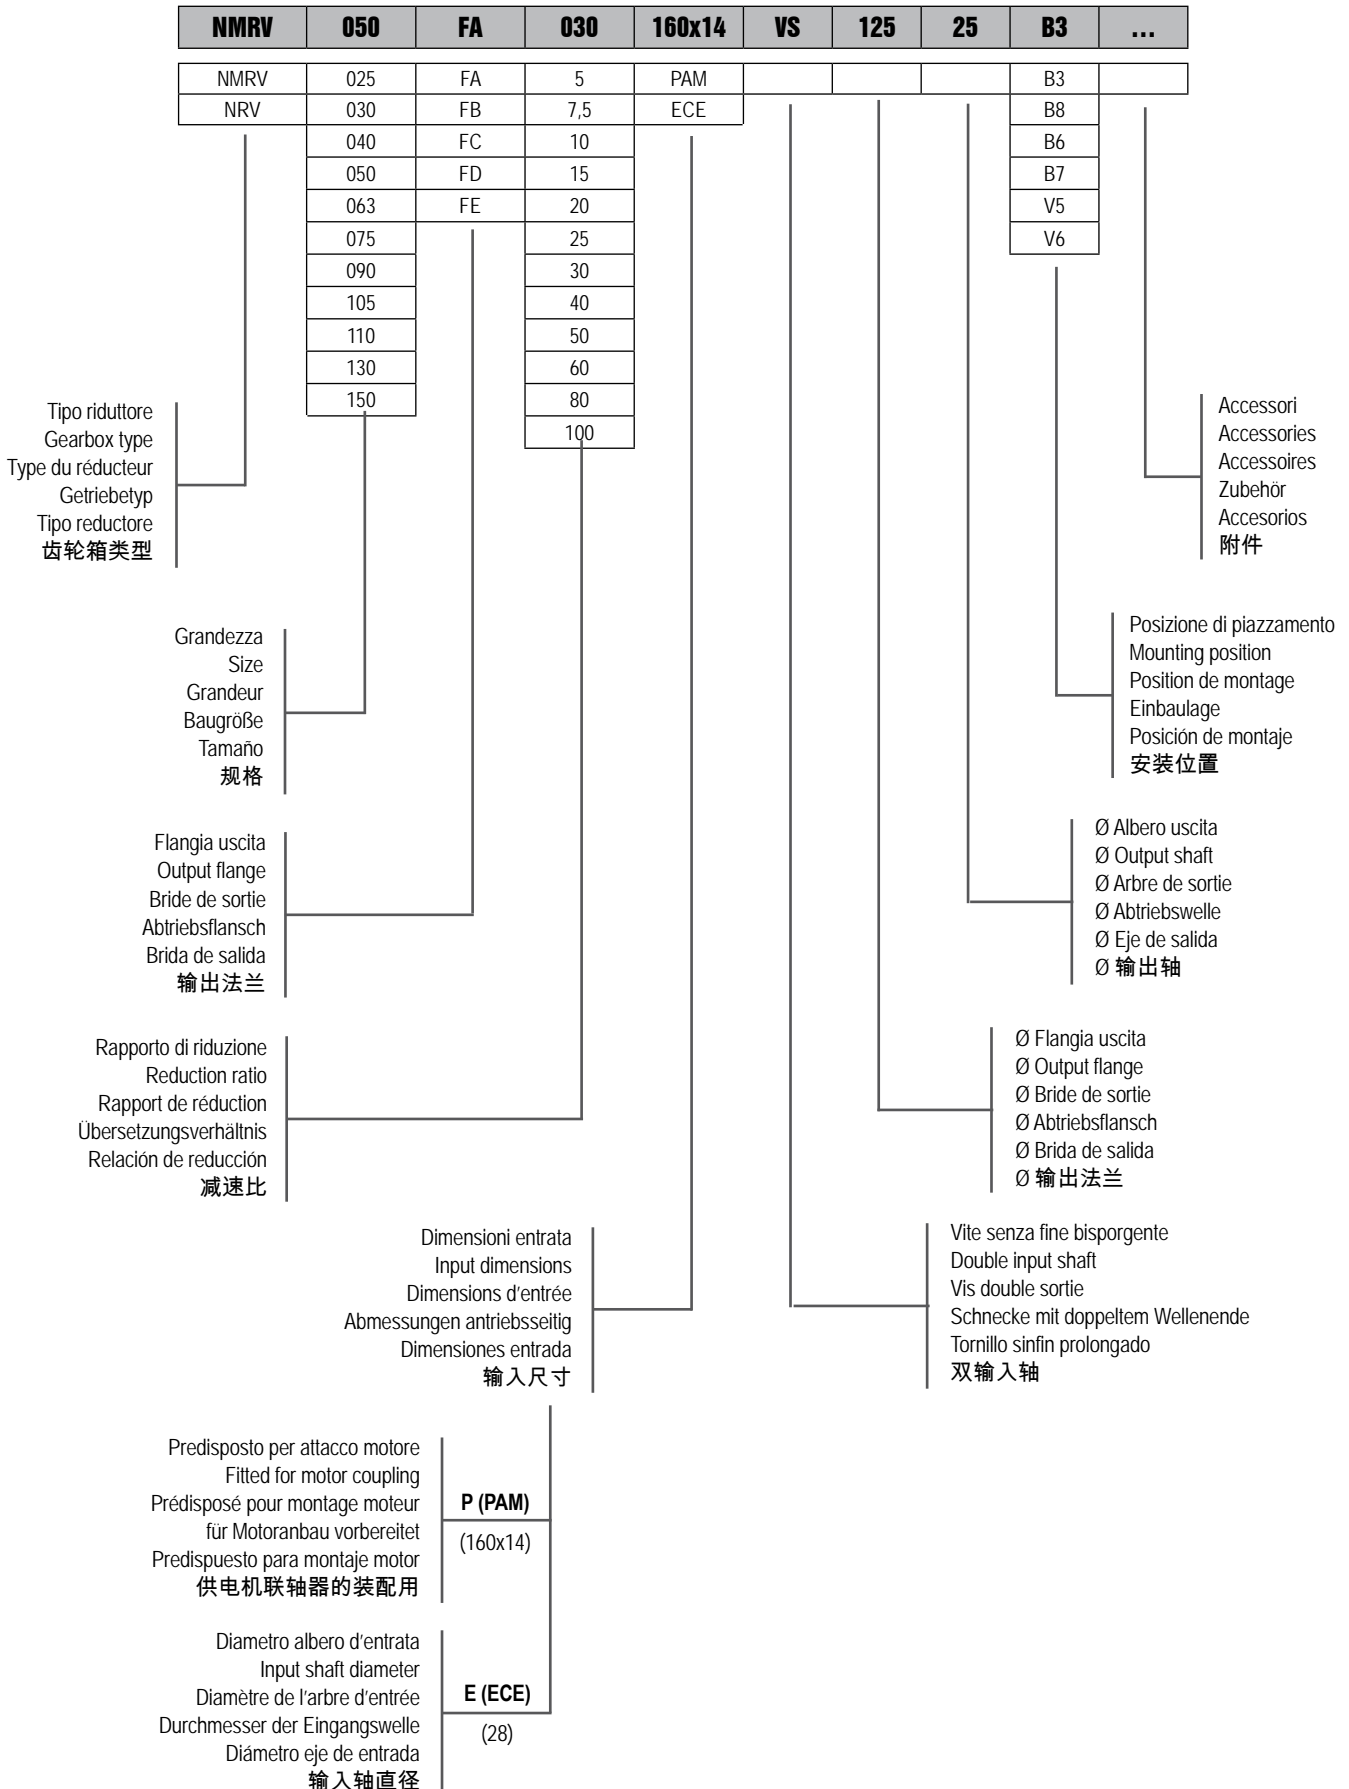 NMRV 050 FA 030 160x14 VS 125 25 B3 ...
NMRV 025 FA 5 PAM B3
NRV 030 FB 7,5 ECE B8
040 FC 10 B6
050 FD 15 B7
063 FE 20 V5
075 25 V6
090 30
105 40
110 50
130 60
150 80
100
Tipo riduttore
Gearbox type
Type du réducteur
Getriebetyp
Tipo reductore
齿轮箱类型
Accessori
Accessories
Accessoires
Zubehör
Accesorios
附件
Grandezza
Size
Grandeur
Baugröße
Tamaño
规格
Posizione di piazzamento
Mounting position
Position de montage
Einbaulage
Posición de montaje
安装位置
Flangia uscita
Output flange
Bride de sortie
Abtriebsflansch
Brida de salida
输出法兰
Ø Albero uscita
Ø Output shaft
Ø Arbre de sortie
Ø Abtriebswelle
Ø Eje de salida
Ø 输出轴
Rapporto di riduzione
Reduction ratio
Rapport de réduction
Übersetzungsverhältnis
Relación de reducción
减速比
Ø Flangia uscita
Ø Output flange
Ø Bride de sortie
Ø Abtriebsflansch
Ø Brida de salida
Ø 输出法兰
Dimensioni entrata
Input dimensions
Dimensions d'entrée
Abmessungen antriebsseitig
Dimensiones entrada
输入尺寸
Vite senza fine bisporgente
Double input shaft
Vis double sortie
Schnecke mit doppeltem Wellenende
Tornillo sinfin prolongado
双输入轴
Predisposto per attacco motore
Fitted for motor coupling
Prédisposé pour montage moteur
für Motoranbau vorbereitet
Predispuesto para montaje motor
供电机联轴器的装配用
P (PAM)
(160x14)
Diametro albero d'entrata
Input shaft diameter
Diamètre de l'arbre d'entrée
Durchmesser der Eingangswelle
Diámetro eje de entrada
输入轴直径
E (ECE)
(28)